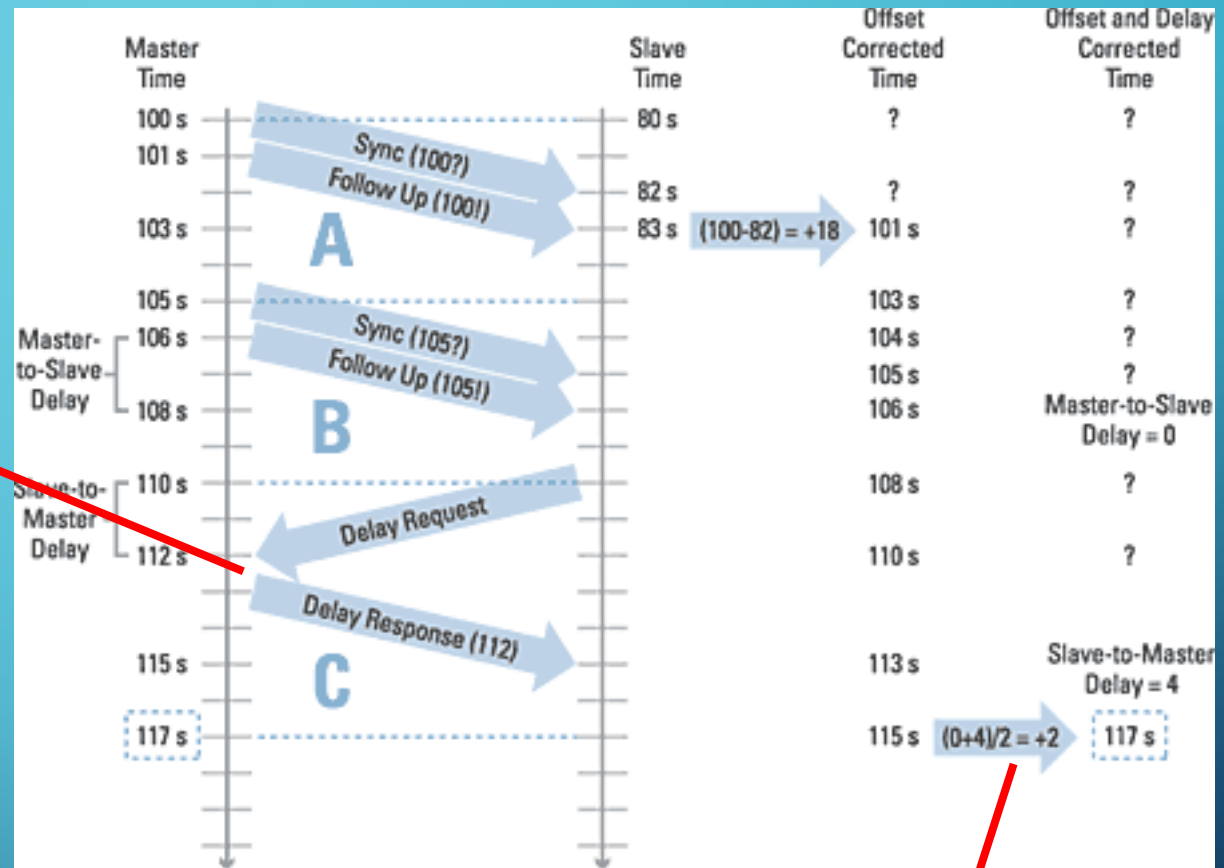 Offset Offset and Delay
Master Slave Corrected Corrected
Time Time Time Time
100 s 80 s ? ?
101 s Sync (100?)
Follow Up (100!) 82 s ? ?
103 s A 83 s (100-82) = +18 101 s ?
105 s 103 s ?
Master- 106 s Sync (105?) 104 s ?
to-Slave Follow Up (105!) 105 s ?
Delay 108 s B 106 s Master-to-Slave
Delay = 0
Slave-to- 110 s 108 s ?
Master Delay Request
Delay 112 s 110 s ?
Delay Response (112)
115 s C 113 s Slave-to-Master
Delay = 4
117 s 115 s (0+4)/2 = +2 117 s